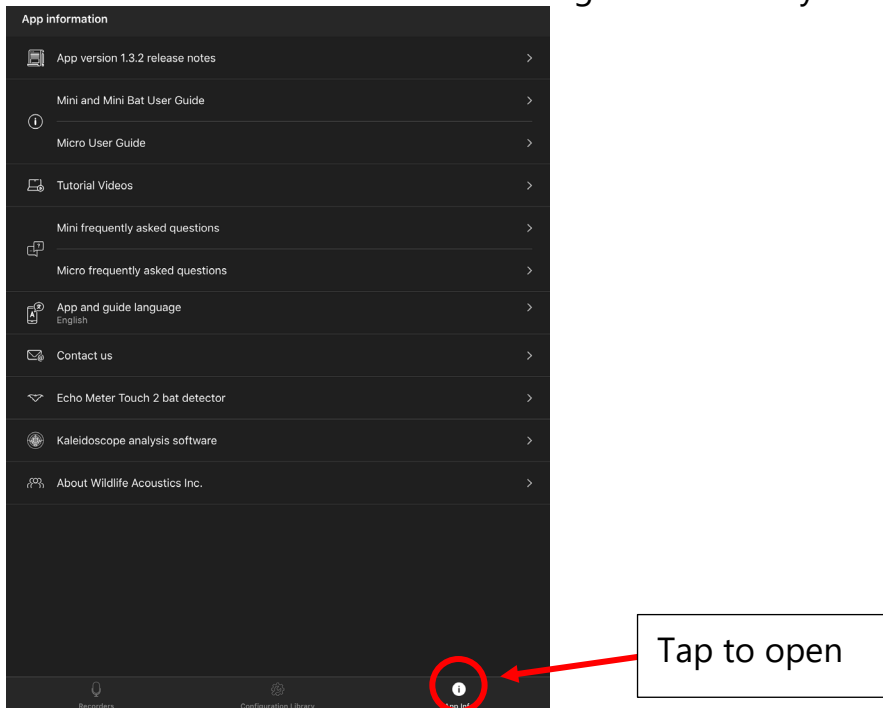 App information
App version 1.3.2 release notes
Mini and Mini Bat User Guide
Micro User Guide
Tutorial Videos
Mini frequently asked questions
Micro frequently asked questions
App and guide language
English
Contact us
Echo Meter Touch 2 bat detector
Kaleidoscope analysis software
About Wildlife Acoustics Inc.
Tap to open
Recorders
Configuration Library
App Info